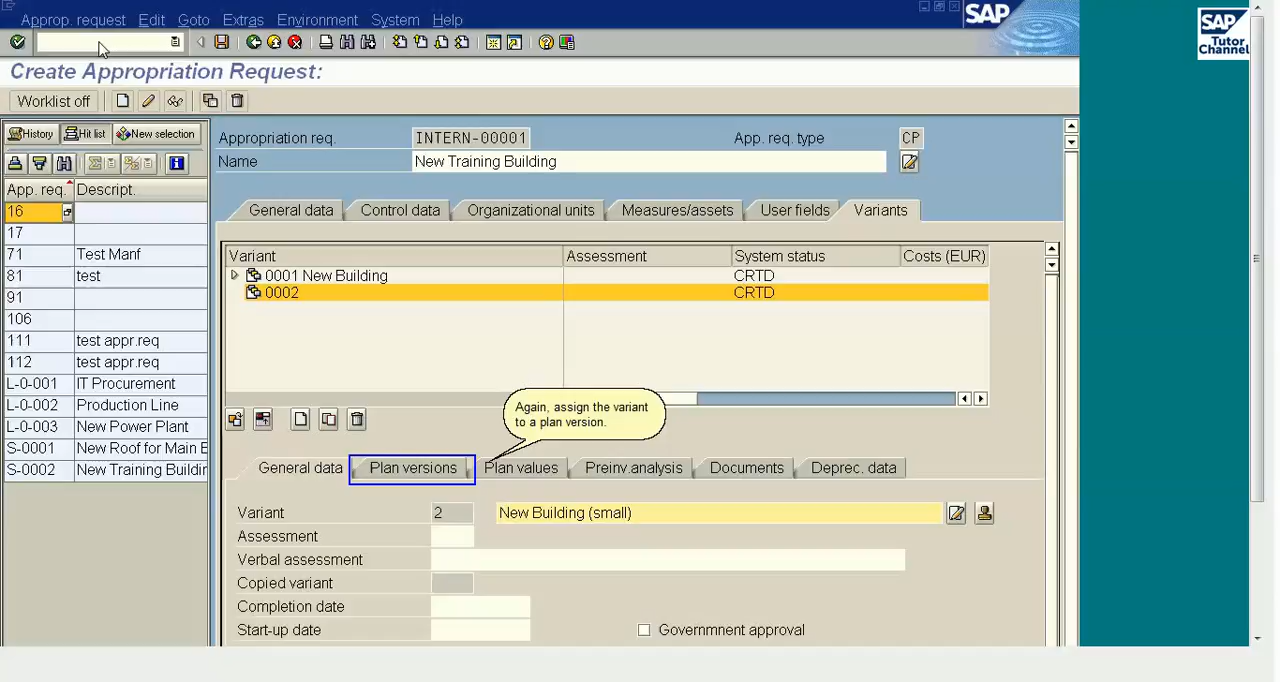 Approp. request Edit Goto Extras Environment System Help
SAP
SAP
Tutor
Channel
Create Appropriation Request:
Worklist off
History Hit list New selection
App. req. Descript.
16
17
71 Test Manf
81 test
91
106
111 test appr.req
112 test appr.req
L-0-001 IT Procurement
L-0-002 Production Line
L-0-003 New Power Plant
S-0001 New Roof for Main E
S-0002 New Training Buildir
Appropriation req. INTERN-00001 App. req. type CP
Name New Training Building
General data Control data Organizational units Measures/assets User fields Variants
Variant Assessment System status Costs (EUR)
0001 New Building CRTD
0002 CRTD
Again, assign the variant
to a plan version.
General data Plan versions Plan values Preinv.analysis Documents Deprec. data
Variant 2 New Building (small)
Assessment
Verbal assessment
Copied variant
Completion date
Start-up date Governmnent approval